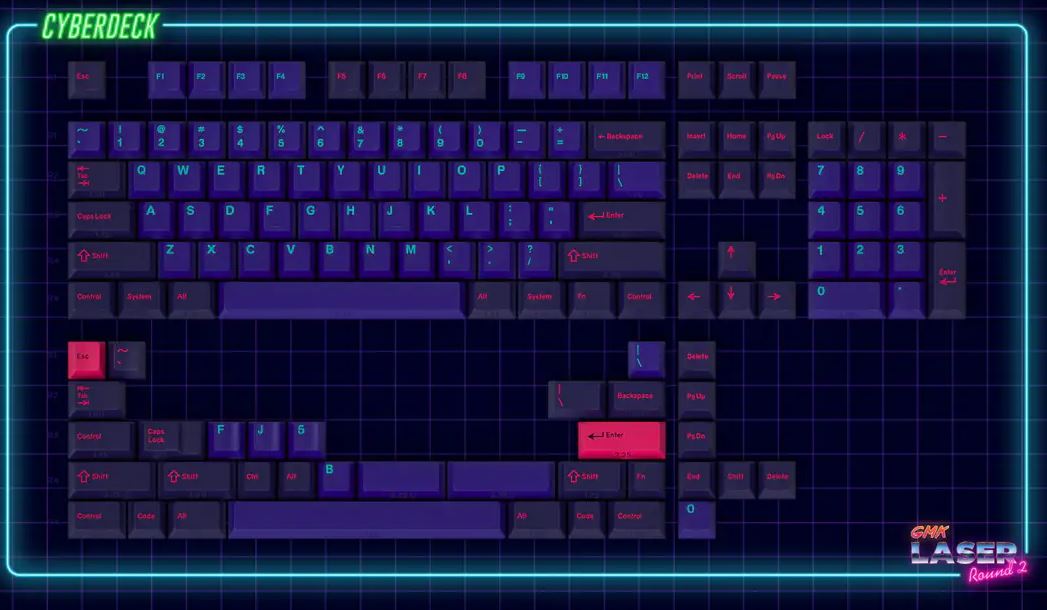 CYBERDECK
Esc F1 F2 F3 F4 F5 F6 F7 F8 F9 F10 F11 F12 Print Scroll Pause
~ ! @ # $ % ^ & * ( ) — +
` 1 2 3 4 5 6 7 8 9 0 - = ←Backspace Insert Home Pg Up Lock / * −
Tab Q W E R T Y U I O P { } |
[ ] \ Delete End Pg Dn 7 8 9 +
Caps Lock A S D F G H J K L : "
; ' Enter 4 5 6
Shift Z X C V B N M < > ?
, . / Shift ↑ 1 2 3 Enter
Control System Alt Alt System Fn Control ← ↓ → 0 .
Esc ~ |
` \ Delete
Tab | Backspace Pg Up
\
Control Caps Lock F J 5 Enter Pg Dn
Shift Shift Ctrl Alt B Shift Fn End Shift Delete
Control Code Alt Alt Code Control 0
GMK
LASER
Round 2